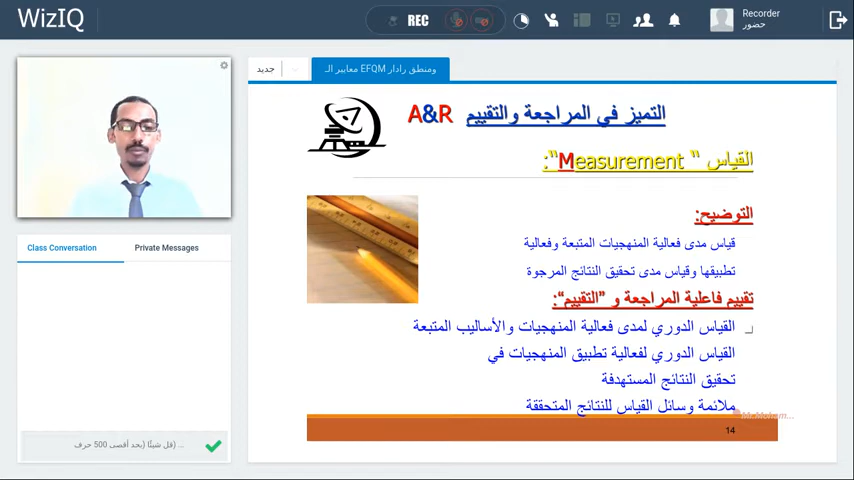 WizIQ
REC
Recorder
حضور
جديد
ومنطق رادار EFQM معايير الـ
التميز في المراجعة والتقييم A&R
القياس " Measurement":
التوضيح:
قياس مدى فعالية المنهجيات المتبعة وفعالية
تطبيقها وقياس مدى تحقيق النتائج المرجوة
تقييم فاعلية المراجعة و "التقييم":
القياس الدوري لمدى فعالية المنهجيات والأساليب المتبعة
القياس الدوري لفعالية تطبيق المنهجيات في
تحقيق النتائج المستهدفة
ملائمة وسائل القياس للنتائج المتحققة
14
Class Conversation
Private Messages
... (قل شيئًا (بحد أقصى 500 حرف